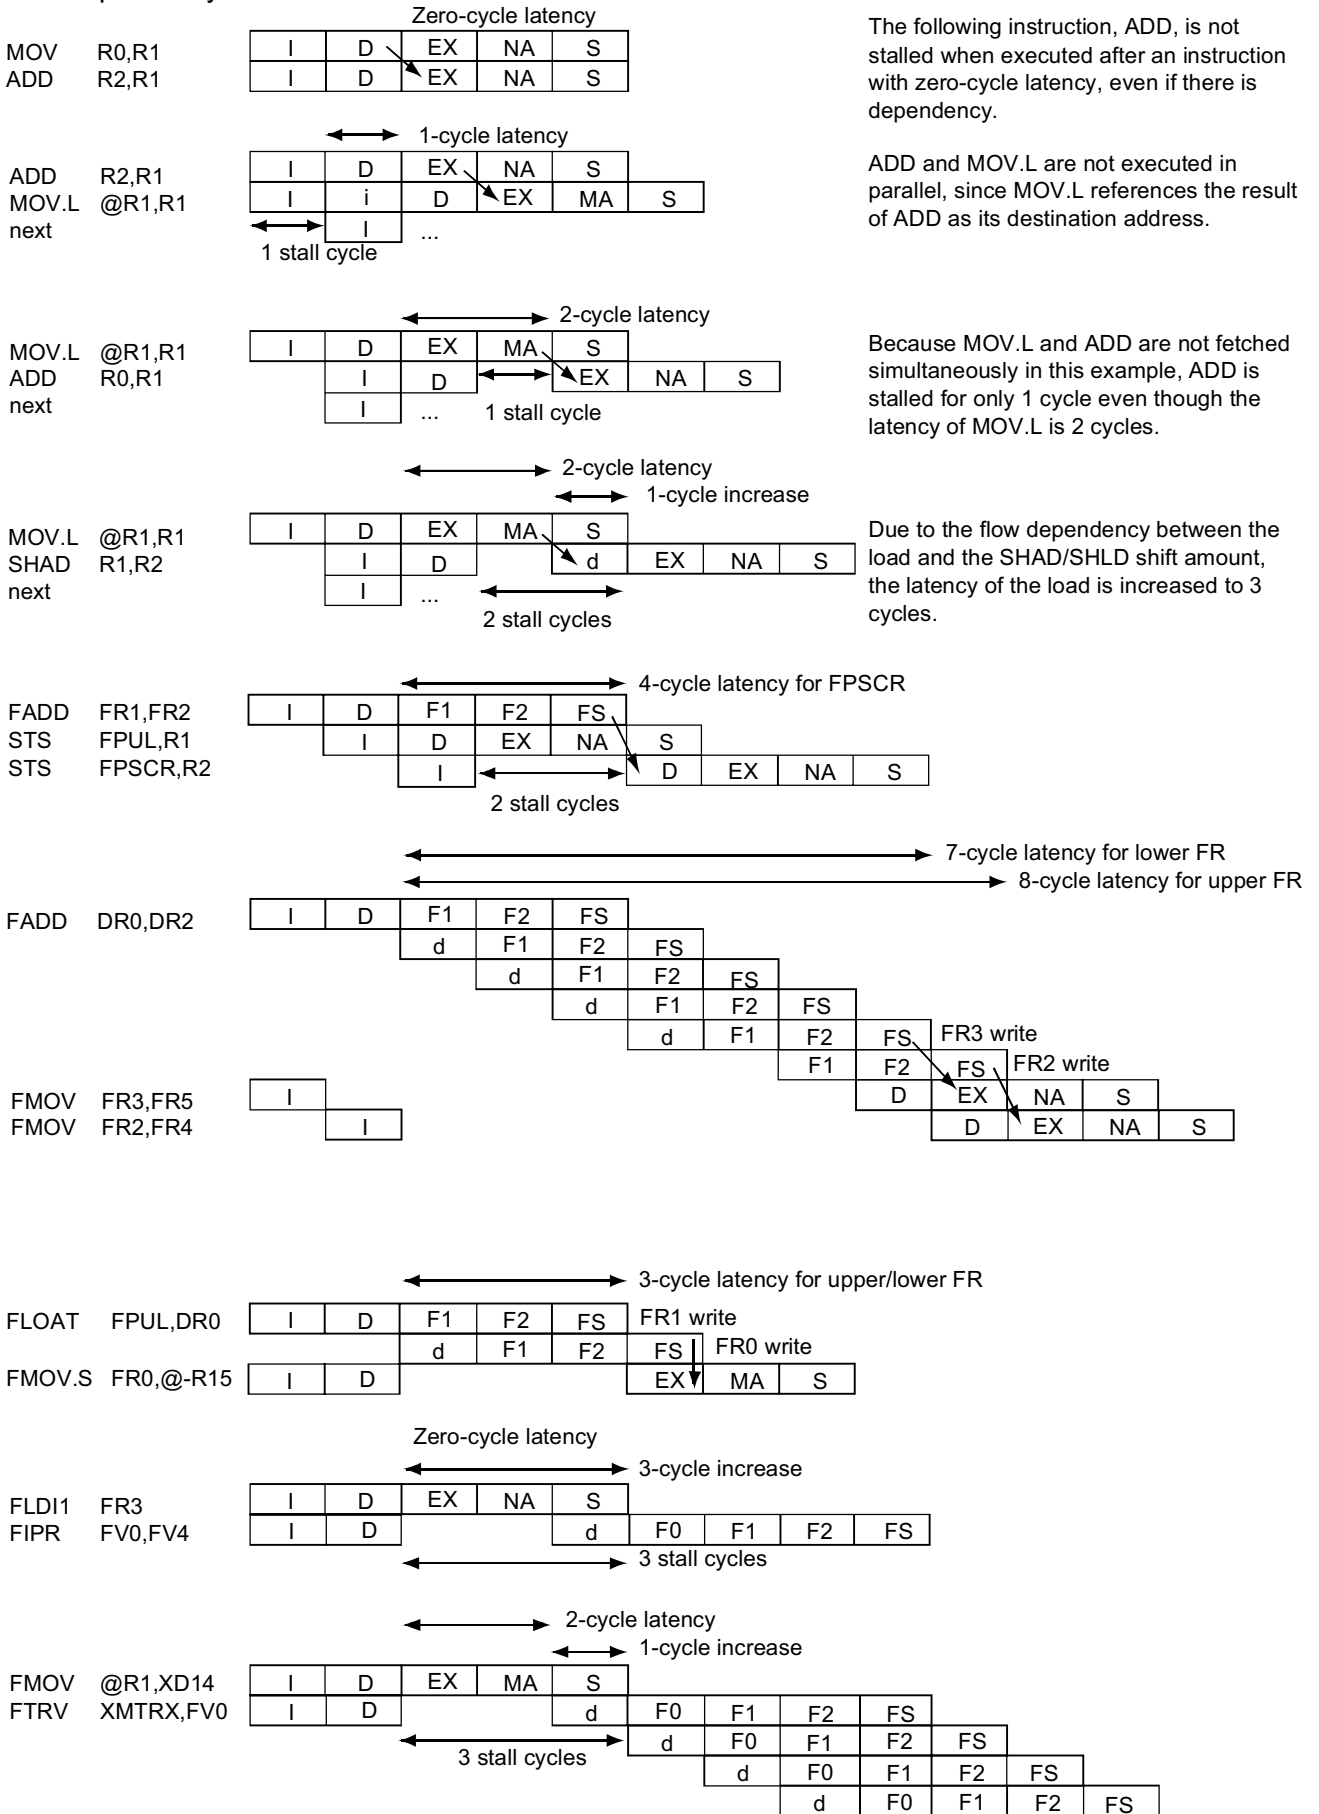 Zero-cycle latency
MOV R0,R1 I D EX NA S
ADD R2,R1 I D EX NA S
The following instruction, ADD, is not
stalled when executed after an instruction
with zero-cycle latency, even if there is
dependency.
1-cycle latency
ADD R2,R1 I D EX NA S
MOV.L @R1,R1 I i D EX MA S
next I ...
1 stall cycle
ADD and MOV.L are not executed in
parallel, since MOV.L references the result
of ADD as its destination address.
2-cycle latency
MOV.L @R1,R1 I D EX MA S
ADD R0,R1 I D EX NA S
next I ... 1 stall cycle
Because MOV.L and ADD are not fetched
simultaneously in this example, ADD is
stalled for only 1 cycle even though the
latency of MOV.L is 2 cycles.
2-cycle latency
1-cycle increase
MOV.L @R1,R1 I D EX MA S
SHAD R1,R2 I D d EX NA S
next I ...
2 stall cycles
Due to the flow dependency between the
load and the SHAD/SHLD shift amount,
the latency of the load is increased to 3
cycles.
4-cycle latency for FPSCR
FADD FR1,FR2 I D F1 F2 FS
STS FPUL,R1 I D EX NA S
STS FPSCR,R2 I D EX NA S
2 stall cycles
7-cycle latency for lower FR
8-cycle latency for upper FR
FADD DR0,DR2 I D F1 F2 FS
d F1 F2 FS
d F1 F2 FS
d F1 F2 FS
d F1 F2 FS FR3 write
F1 F2 FS FR2 write
FMOV FR3,FR5 I D EX NA S
FMOV FR2,FR4 I D EX NA S
3-cycle latency for upper/lower FR
FLOAT FPUL,DR0 I D F1 F2 FS FR1 write
d F1 F2 FS FR0 write
FMOV.S FR0,@-R15 I D EX MA S
Zero-cycle latency
3-cycle increase
FLDI1 FR3 I D EX NA S
FIPR FV0,FV4 I D d F0 F1 F2 FS
3 stall cycles
2-cycle latency
1-cycle increase
FMOV @R1,XD14 I D EX MA S
FTRV XMTRX,FV0 I D d F0 F1 F2 FS
3 stall cycles d F0 F1 F2 FS
d F0 F1 F2 FS
d F0 F1 F2 FS